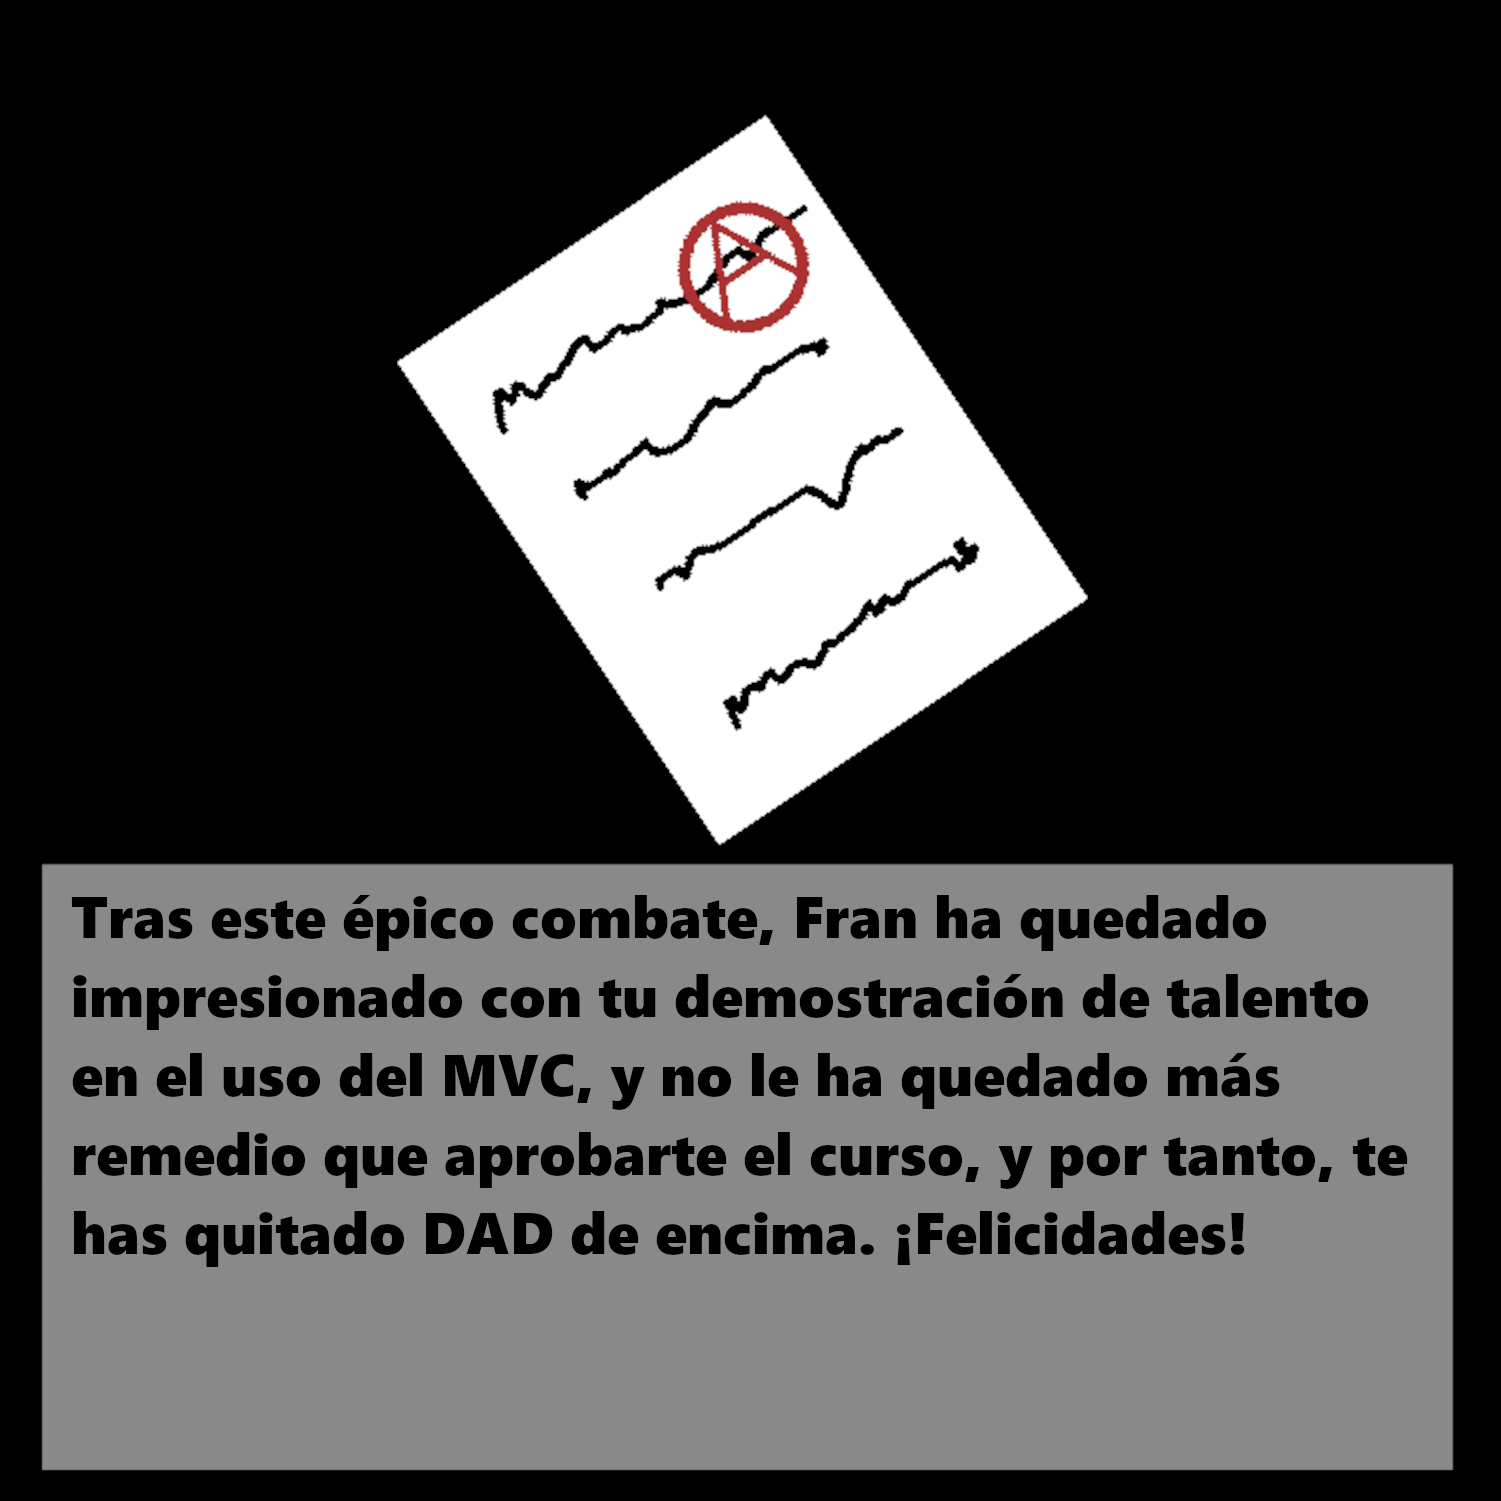 A
Tras este épico combate, Fran ha quedado
impresionado con tu demostración de talento
en el uso del MVC, y no le ha quedado más
remedio que aprobarte el curso, y por tanto, te
has quitado DAD de encima. ¡Felicidades!